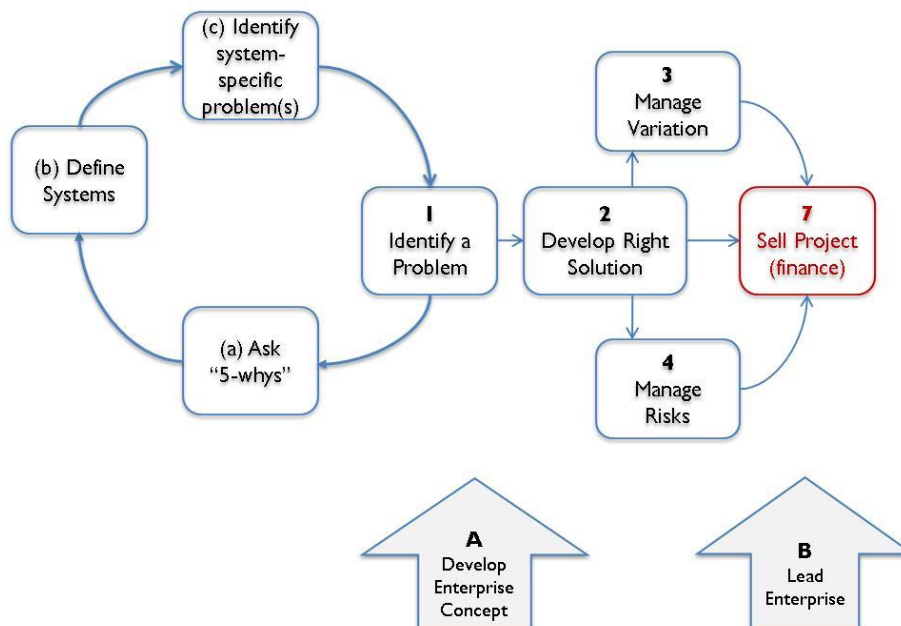 (c) Identify
system-
specific
problem(s)
(b) Define
Systems
(a) Ask
“5-whys”
1
Identify a
Problem
2
Develop Right
Solution
3
Manage
Variation
4
Manage
Risks
7
Sell Project
(finance)
A
Develop
Enterprise
Concept
B
Lead
Enterprise